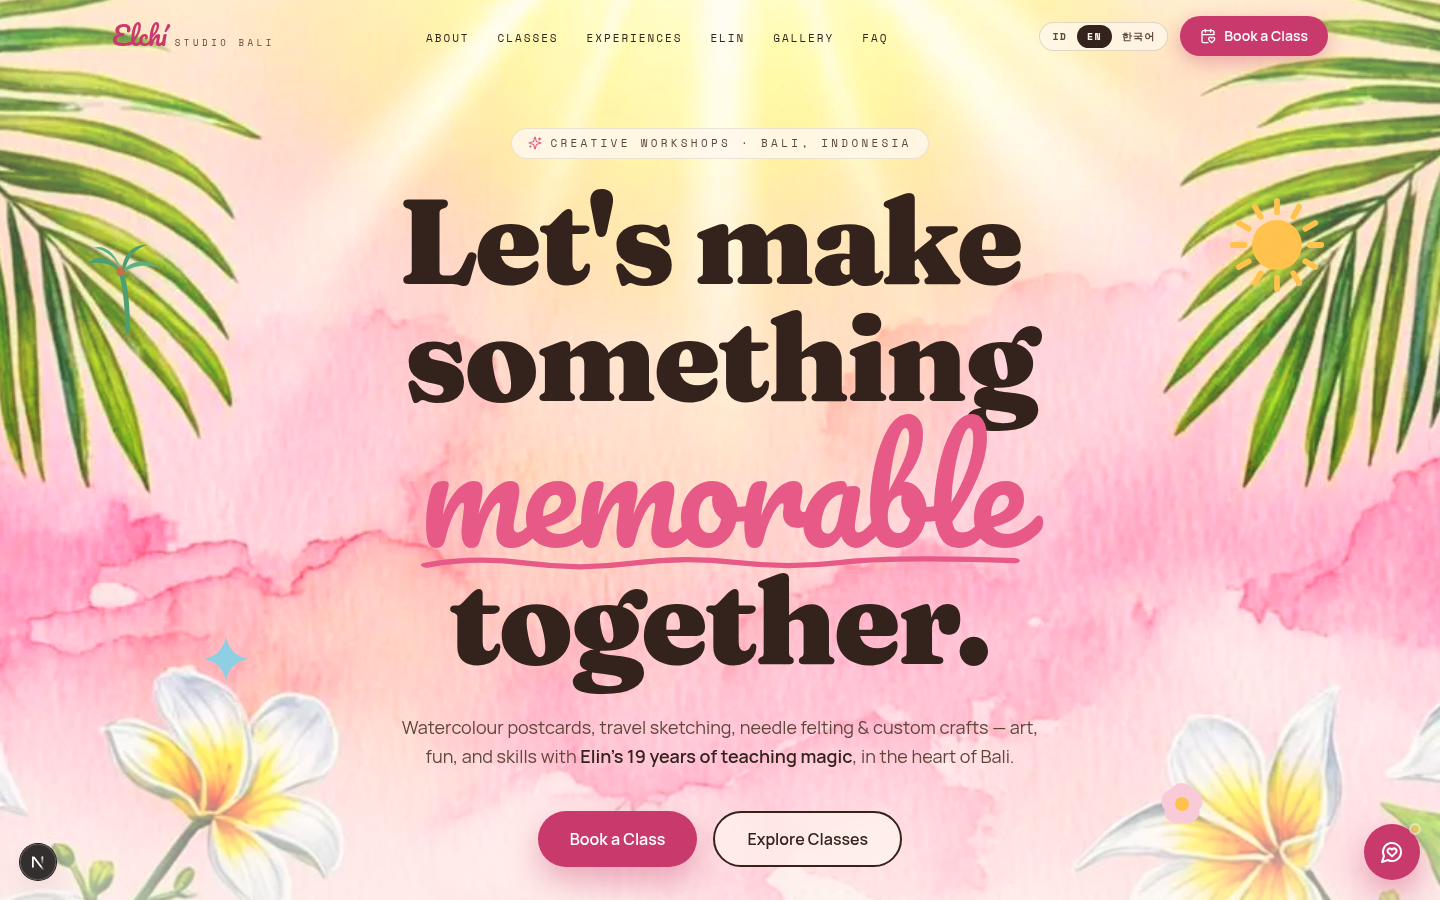 Elchí STUDIO BALI
ABOUT CLASSES EXPERIENCES ELIN GALLERY FAQ
ID EN 한국어
Book a Class
CREATIVE WORKSHOPS · BALI, INDONESIA
Let's make
something
memorable
together.
Watercolour postcards, travel sketching, needle felting & custom crafts — art,
fun, and skills with Elin's 19 years of teaching magic, in the heart of Bali.
Book a Class
Explore Classes
N